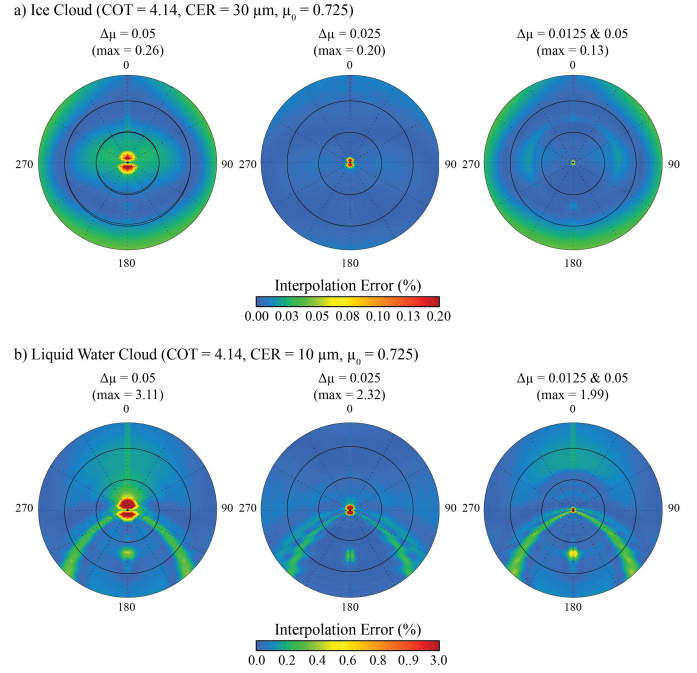 a) Ice Cloud (COT = 4.14, CER = 30 µm, μ0 = 0.725)
Δμ = 0.05 Δμ = 0.025 Δμ = 0.0125 & 0.05
(max = 0.26) (max = 0.20) (max = 0.13)
0 0 0
270 90 270 90 270 90
180 180 180
Interpolation Error (%)
0.00 0.03 0.05 0.08 0.10 0.13 0.20
b) Liquid Water Cloud (COT = 4.14, CER = 10 µm, μ0 = 0.725)
Δμ = 0.05 Δμ = 0.025 Δμ = 0.0125 & 0.05
(max = 3.11) (max = 2.32) (max = 1.99)
0 0 0
270 90 270 90 270 90
180 180 180
Interpolation Error (%)
0.0 0.2 0.4 0.6 0.8 0..9 3.0